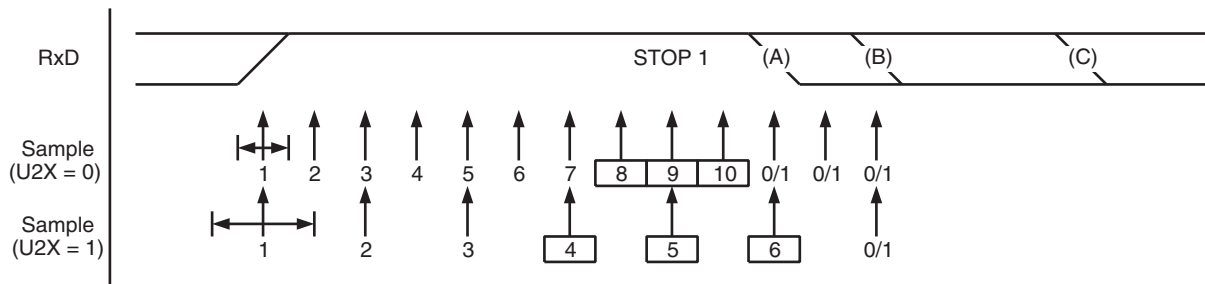 RxD STOP 1 (A) (B) (C)
Sample
(U2X = 0)
1 2 3 4 5 6 7 8 9 10 0/1 0/1 0/1
Sample
(U2X = 1)
1 2 3 4 5 6 0/1